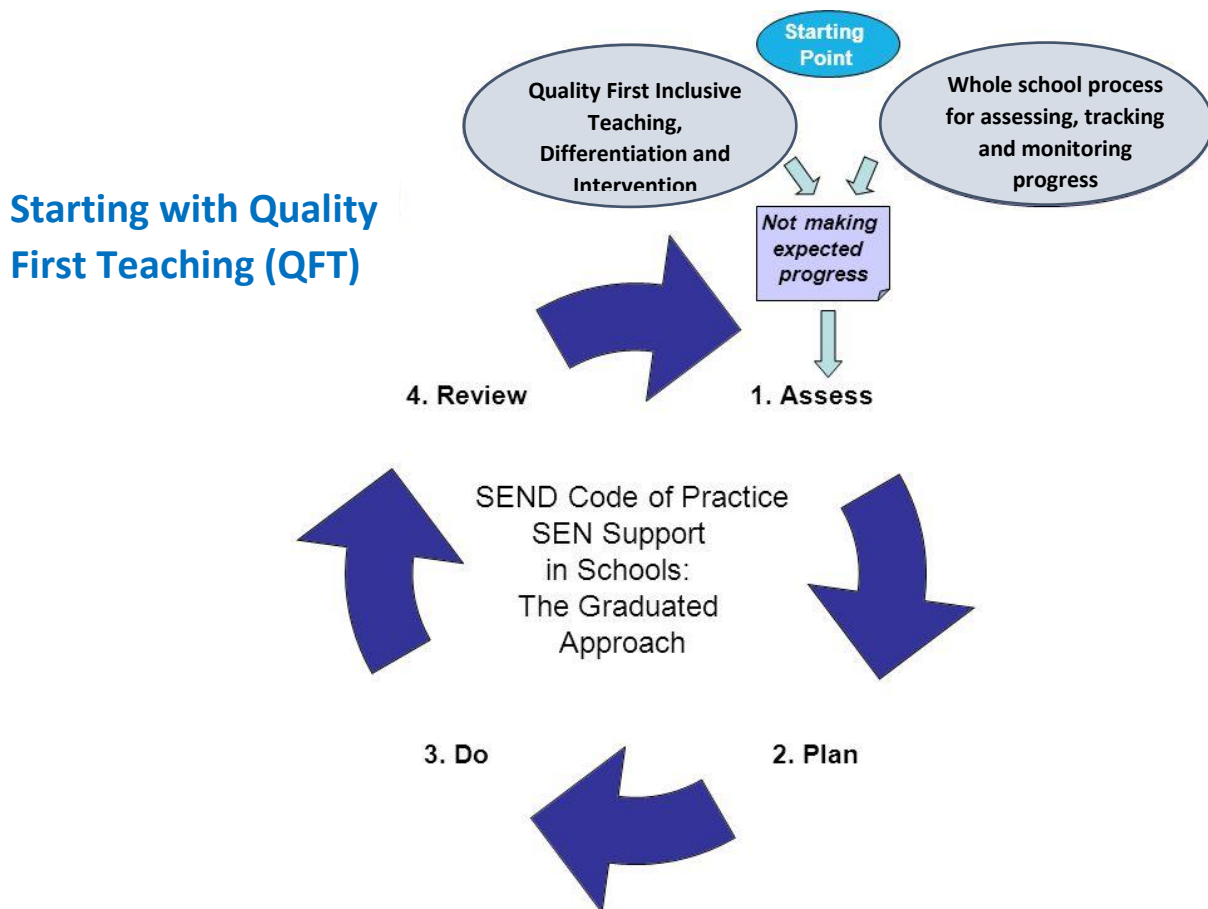 Starting
Point
Quality First Inclusive
Teaching,
Differentiation and
Intervention
Whole school process
for assessing, tracking
and monitoring
progress
Starting with Quality
First Teaching (QFT)
Not making
expected
progress
4. Review
1. Assess
SEND Code of Practice
SEN Support
in Schools:
The Graduated
Approach
3. Do
2. Plan